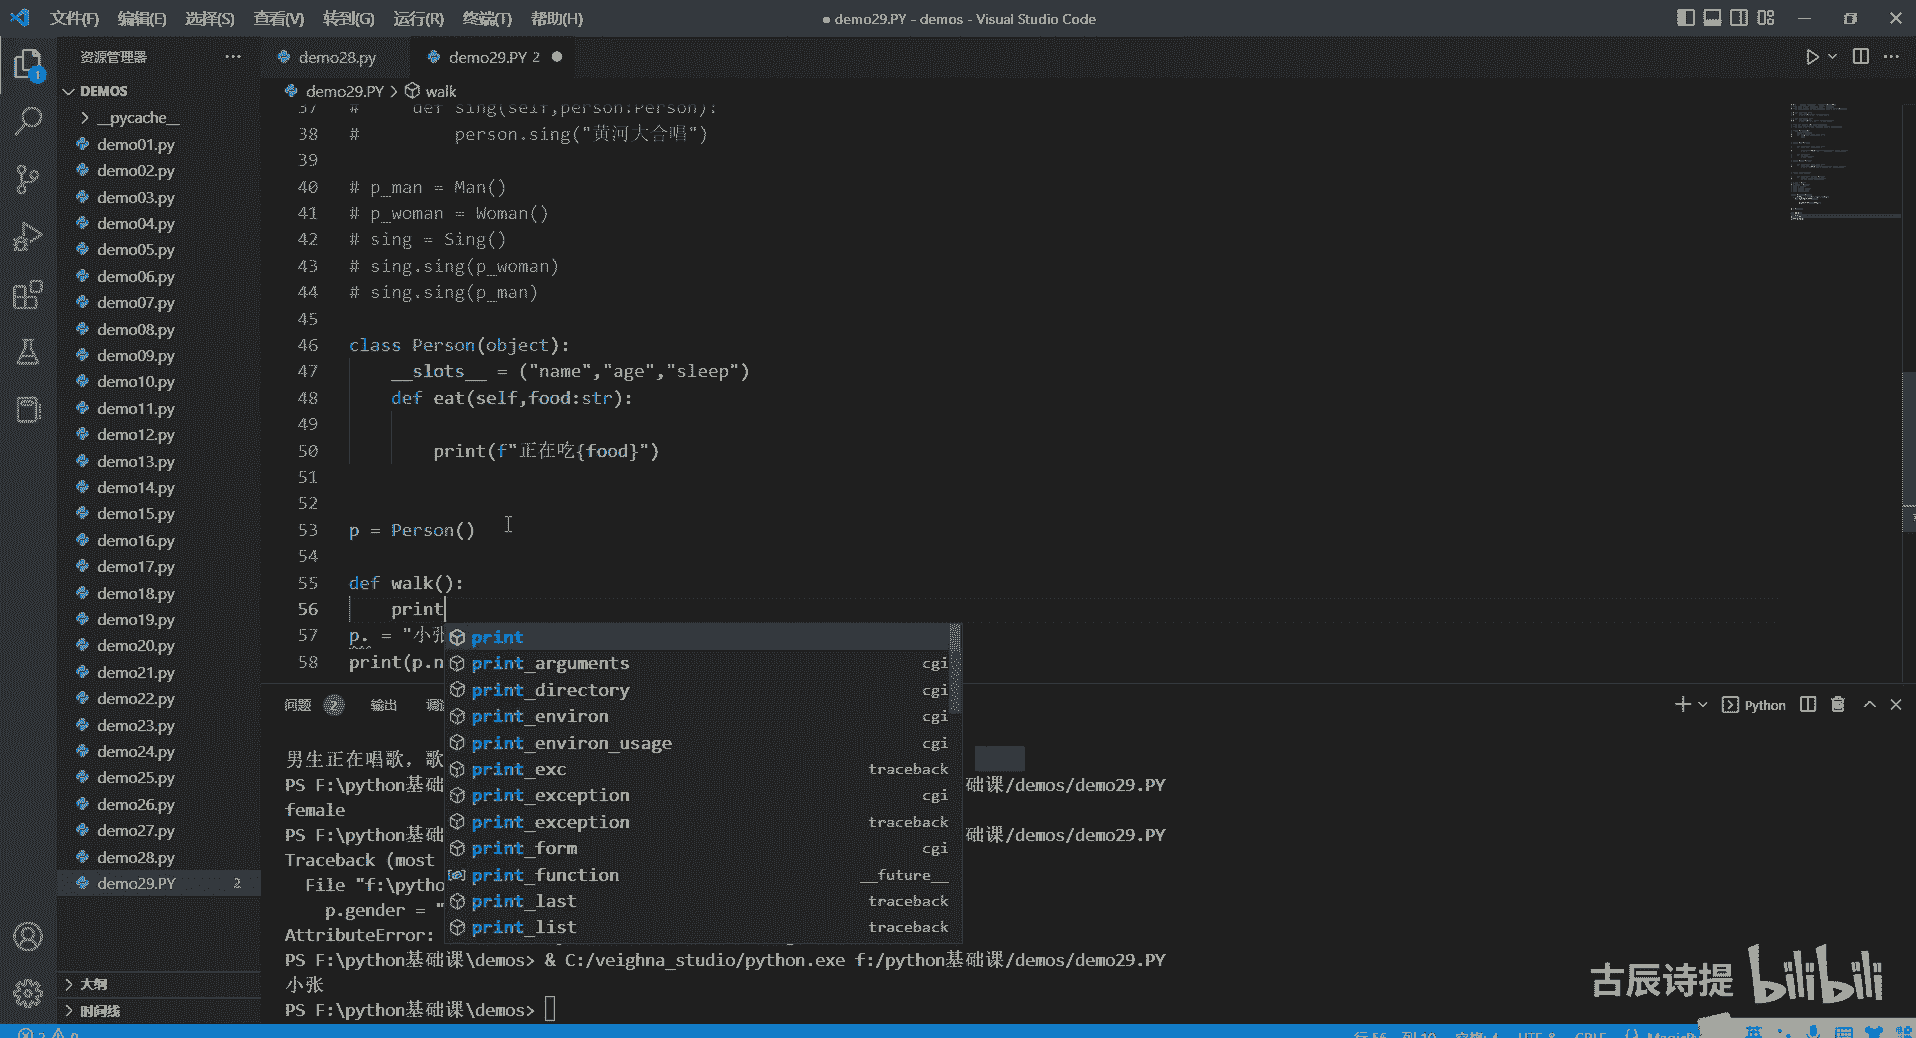 文件(F) 编辑(E) 选择(S) 查看(V) 转到(G) 运行(R) 终端(T) 帮助(H)
● demo29.PY - demos - Visual Studio Code
资源管理器 ···
demo28.py
demo29.PY 2 ●
1
DEMOS
demo29.PY > walk
__pycache__
demo01.py
demo02.py
demo03.py
demo04.py
demo05.py
demo06.py
demo07.py
demo08.py
demo09.py
demo10.py
demo11.py
demo12.py
demo13.py
demo14.py
demo15.py
demo16.py
demo17.py
demo18.py
demo19.py
demo20.py
demo21.py
demo22.py
demo23.py
demo24.py
demo25.py
demo26.py
demo27.py
demo28.py
demo29.PY 2
大纲
时间线
37 # def sing(self,person:Person):
38 # person.sing("黄河大合唱")
39
40 # p_man = Man()
41 # p_woman = Woman()
42 # sing = Sing()
43 # sing.sing(p_woman)
44 # sing.sing(p_man)
45
46 class Person(object):
47 __slots__ = ("name","age","sleep")
48 def eat(self,food:str):
49
50 print(f"正在吃{food}")
51
52
53 p = Person()
54
55 def walk():
56 print
57 p. = "小张
58 print(p.n
print
print_arguments cgi
print_directory cgi
print_environ cgi
print_environ_usage cgi
print_exc traceback
print_exception cgi
print_exception traceback
print_form cgi
print_function __future__
print_last traceback
print_list traceback
问题 2 输出
Python
男生正在唱歌，歌
PS F:\python基础 础课/demos/demo29.PY
female
PS F:\python基础 础课/demos/demo29.PY
Traceback (most
File "f:\pytho
p.gender = "
AttributeError:
PS F:\python基础课\demos> & C:/veighna_studio/python.exe f:/python基础课/demos/demo29.PY
小张
PS F:\python基础课\demos>
古辰诗提 bilibili
英